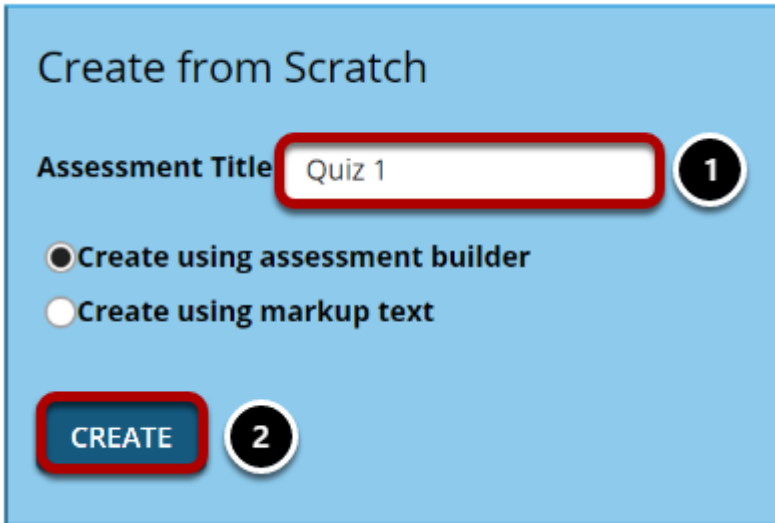 Create from Scratch
Assessment Title Quiz 1 1
Create using assessment builder
Create using markup text
CREATE 2